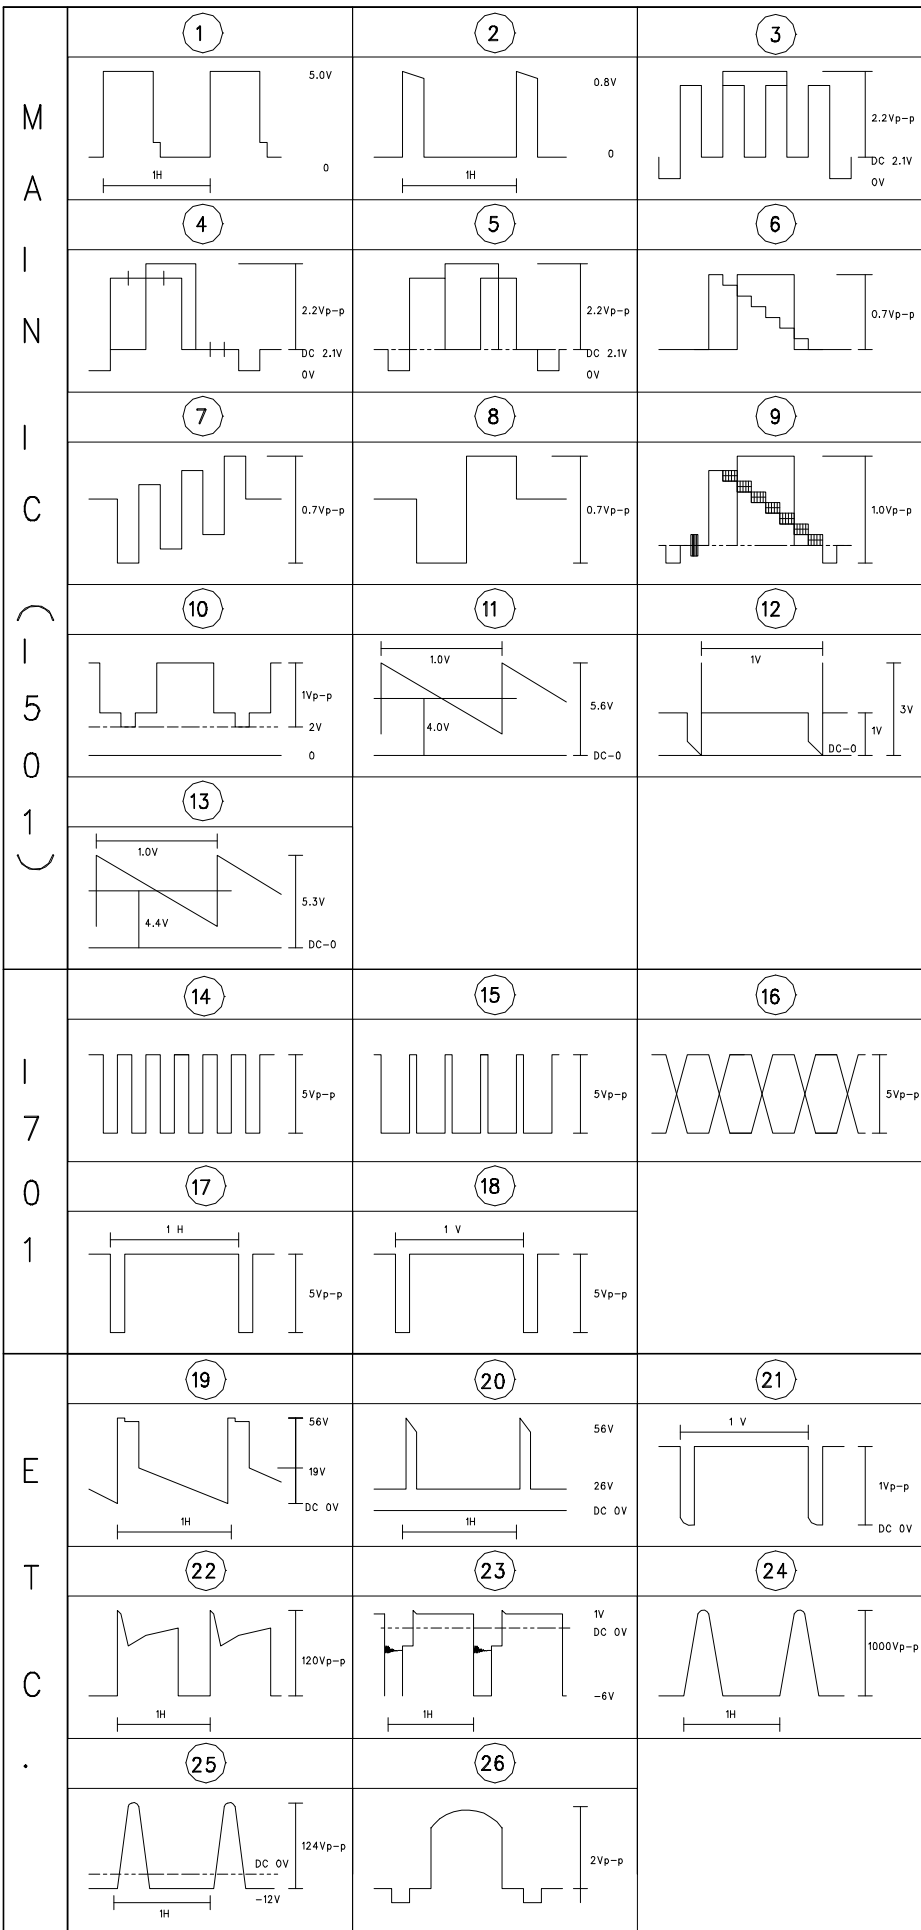 MAIN IC (I501)
1
5.0V
0
1H
2
0.8V
0
1H
3
2.2Vp-p
DC 2.1V
0V
4
2.2Vp-p
DC 2.1V
0V
5
2.2Vp-p
DC 2.1V
0V
6
0.7Vp-p
7
0.7Vp-p
8
0.7Vp-p
9
1.0Vp-p
10
1Vp-p
2V
0
11
1.0V
5.6V
4.0V
DC-0
12
1V
3V
1V
DC-0
13
1.0V
5.3V
4.4V
DC-0
I701
14
5Vp-p
15
5Vp-p
16
5Vp-p
17
1 H
5Vp-p
18
1 V
5Vp-p
ETC.
19
56V
19V
DC 0V
1H
20
56V
26V
DC 0V
1H
21
1 V
1Vp-p
DC 0V
22
120Vp-p
1H
23
1V
DC 0V
-6V
1H
24
1000Vp-p
1H
25
124Vp-p
DC 0V
-12V
1H
26
2Vp-p